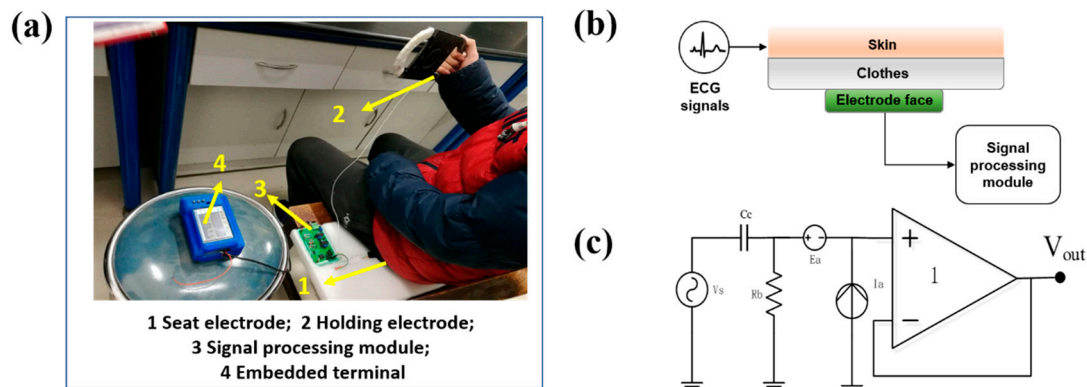 (a)
2
4
3
1
1 Seat electrode; 2 Holding electrode;
3 Signal processing module;
4 Embedded terminal
(b)
ECG
signals
Skin
Clothes
Electrode face
Signal
processing
module
(c)
Cc
Vs
Rb
+ -
Ea
Ia
+
1
−
Vout